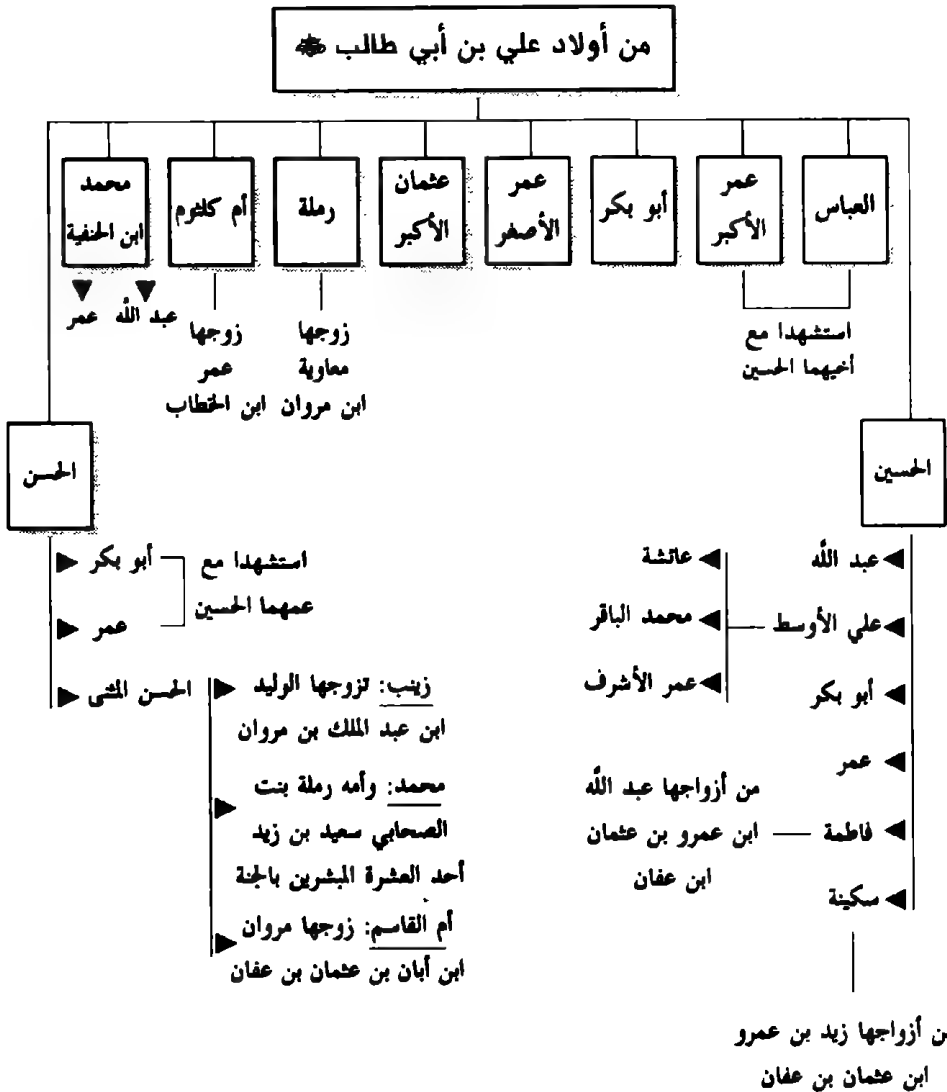 من أولاد علي بن أبي طالب ﵁
العباس
عمر
الأكبر
أبو بكر
عمر
الأصغر
عثمان
الأكبر
رملة
أم كلثوم
محمد
ابن الحنفية
استشهدا مع
أخيهما الحسين
زوجها
معاوية
ابن مروان
زوجها
عمر
ابن الخطاب
عبد الله
عمر
الحسين
عبد الله
علي الأوسط
أبو بكر
عمر
فاطمة
سكينة
عائشة
محمد الباقر
عمر الأشرف
من أزواجها عبد الله
ابن عمرو بن عثمان
ابن عفان
ن أزواجها زيد بن عمرو
ابن عثمان بن عفان
الحسن
أبو بكر
عمر
الحسن المثنى
استشهدا مع
عمهما الحسين
زينب: تزوجها الوليد
ابن عبد الملك بن مروان
محمد: وأمه رملة بنت
الصحابي سعيد بن زيد
أحد العشرة المبشرين بالجنة
أم القاسم: زوجها مروان
ابن أبان بن عثمان بن عفان